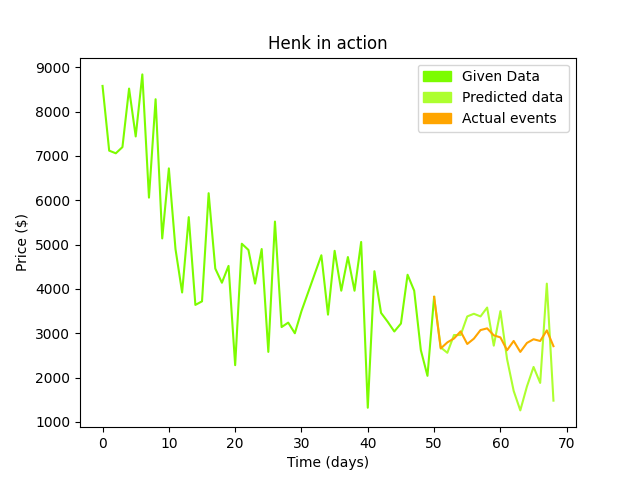 Henk in action
Given Data
Predicted data
Actual events
Price ($)
9000
8000
7000
6000
5000
4000
3000
2000
1000
0 10 20 30 40 50 60 70
Time (days)